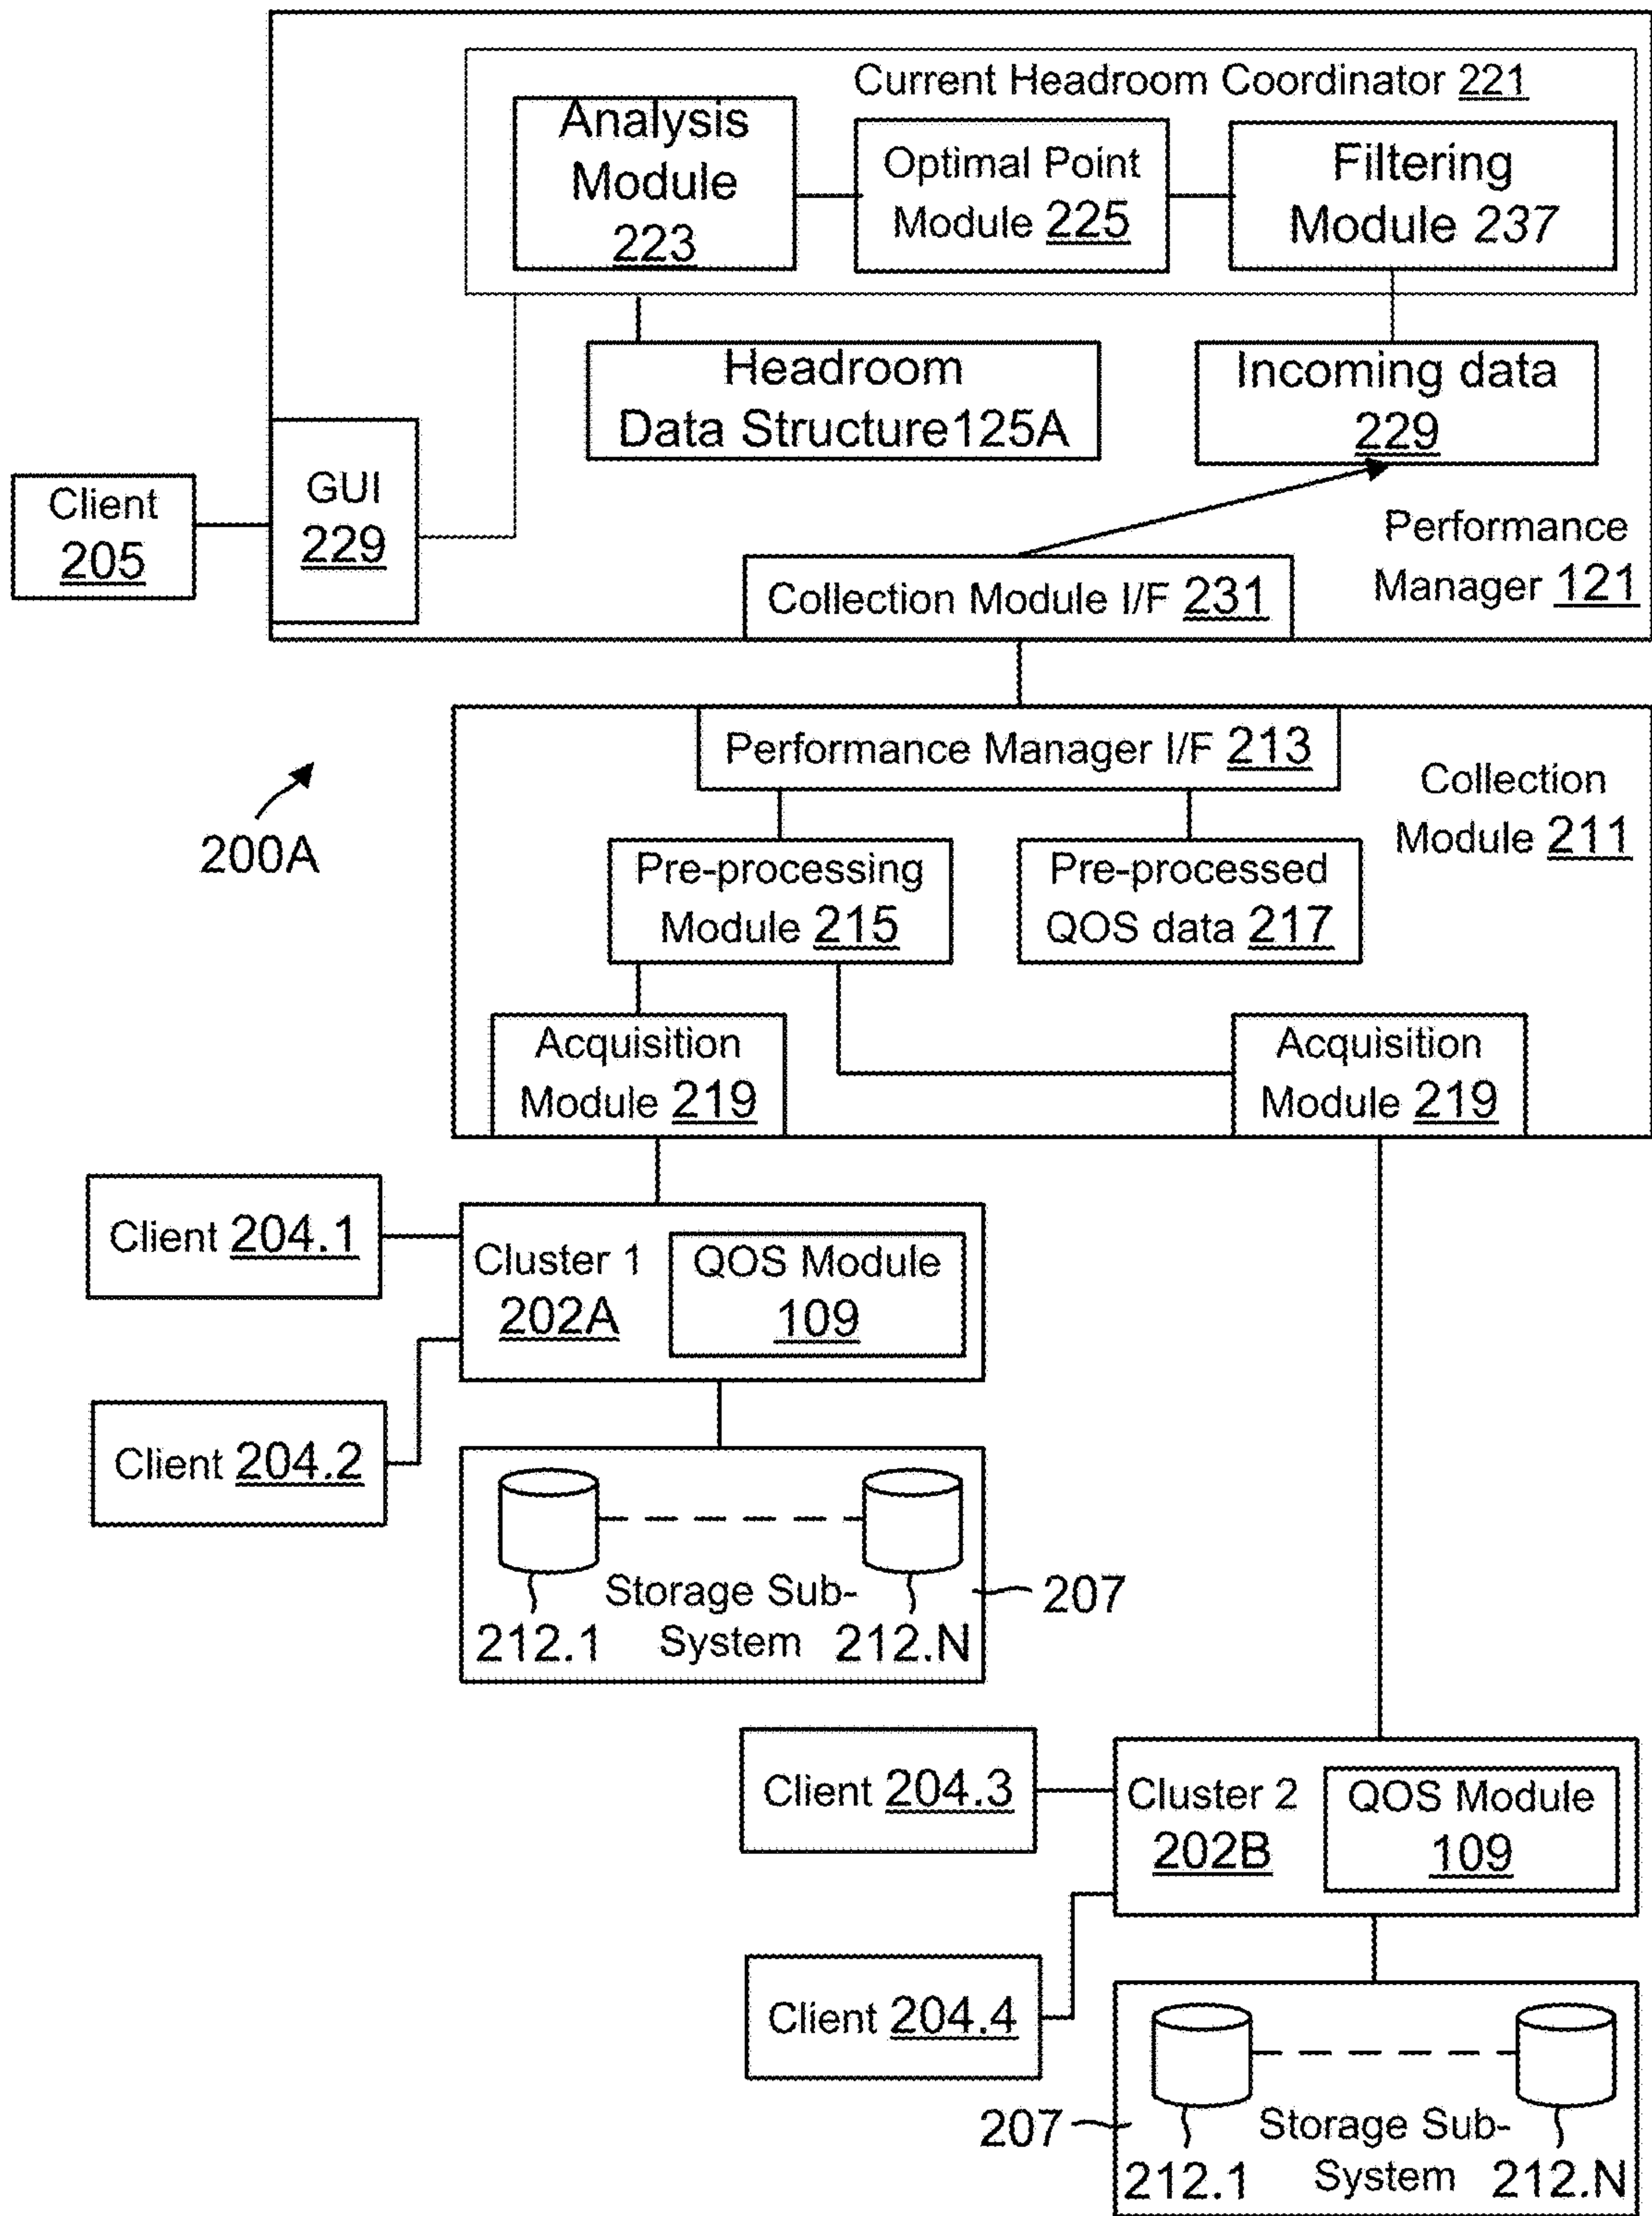 Current Headroom Coordinator 221
Analysis
Module
223
Optimal Point
Module 225
Filtering
Module 237
Headroom
Data Structure125A
Incoming data
229
GUI
229
Client
205
Performance
Manager 121
Collection Module I/F 231
Performance Manager I/F 213
Collection
Module 211
200A
Pre-processing
Module 215
Pre-processed
QOS data 217
Acquisition
Module 219
Acquisition
Module 219
Client 204.1
Cluster 1
202A
QOS Module
109
Client 204.2
Storage Sub-
System
207
212.1
212.N
Client 204.3
Cluster 2
202B
QOS Module
109
Client 204.4
207
Storage Sub-
System
212.1
212.N